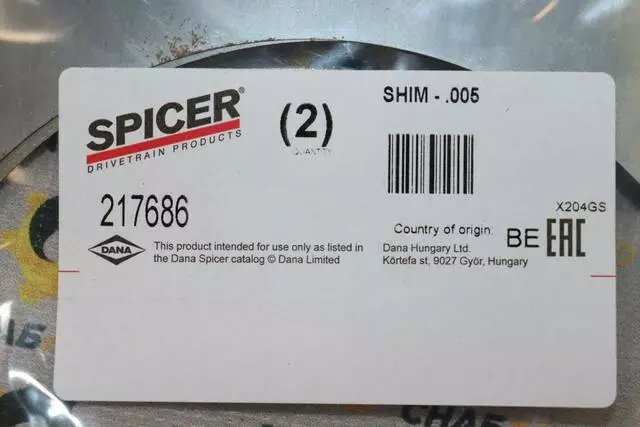 SPICER®
DRIVETRAIN PRODUCTS
(2)
QUANTITY
SHIM - .005
217686
X204GS
DANA
This product intended for use only as listed in
the Dana Spicer catalog © Dana Limited
Country of origin: BE EAC
Dana Hungary Ltd.
Körtefa st, 9027 Győr, Hungary